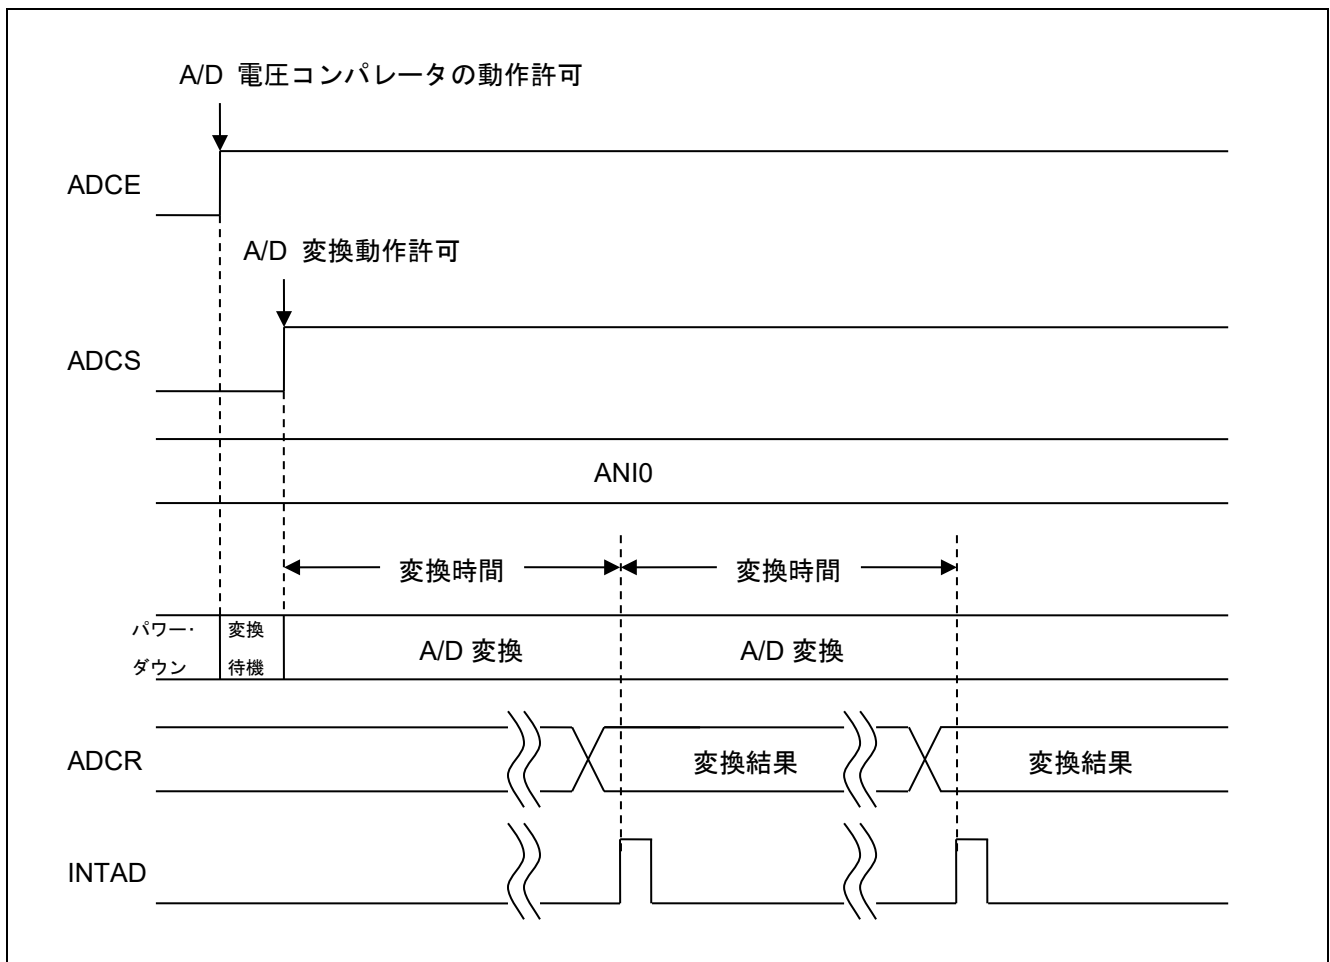 A/D 電圧コンパレータの動作許可
ADCE
A/D 変換動作許可
ADCS
ANI0
変換時間 変換時間
パワー・ 変換
ダウン 待機
A/D 変換 A/D 変換
ADCR 変換結果 変換結果
INTAD